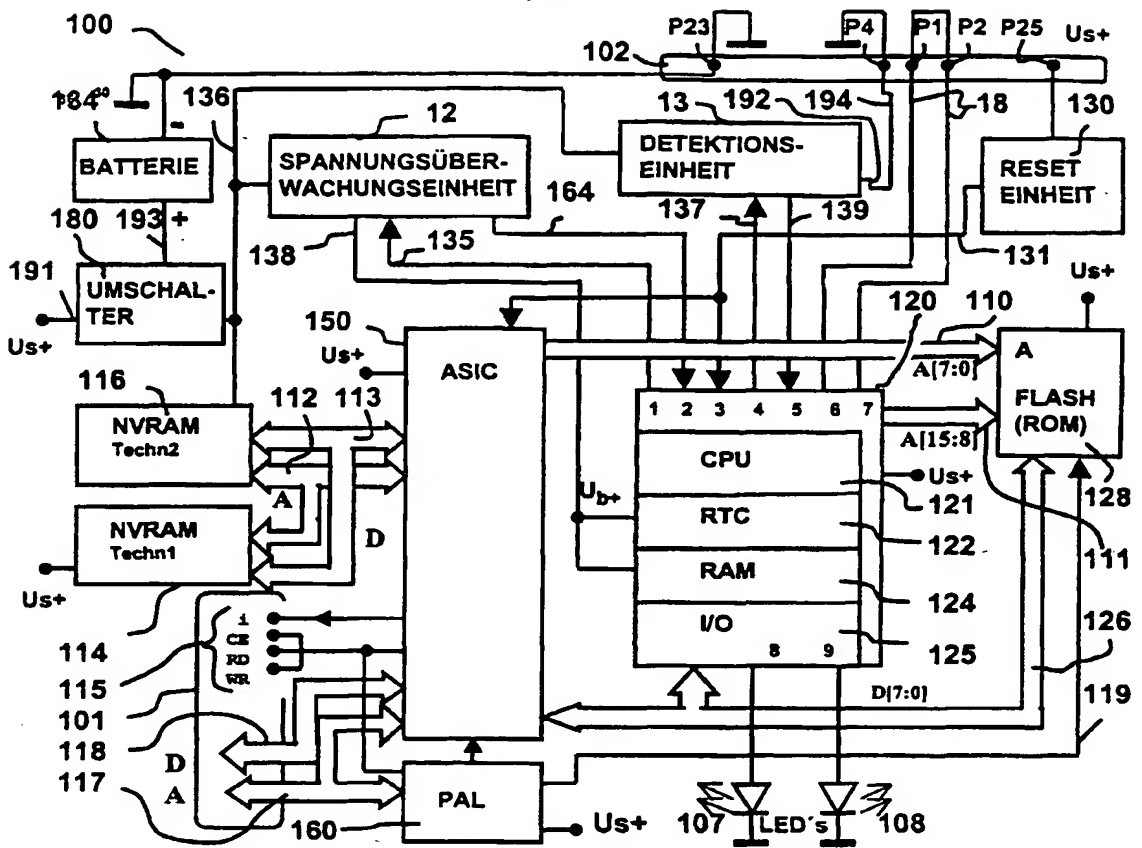 100
102
P23
P4
P1
P2
P25
Us+
184
136
12
13
192
194
18
130
BATTERIE
SPANNUNGSÜBER-
WACHUNGSEINHEIT
DETEKTIONS-
EINHEIT
RESET
EINHEIT
193
+
-
180
164
138
135
137
139
131
191
UMSCHAL-
TER
Us+
150
120
110
Us+
Us+
ASIC
A
A[7:0]
FLASH
(ROM)
116
112
113
1
2
3
4
5
6
7
NVRAM
Techn2
A[15:8]
CPU
Us+
A
Ub+
121
128
NVRAM
Techn1
D
RTC
122
111
Us+
RAM
124
126
i
CE
RD
WR
I/O
125
8
9
114
115
101
118
117
D[7:0]
119
D
A
PAL
160
Us+
107
LED´s
108